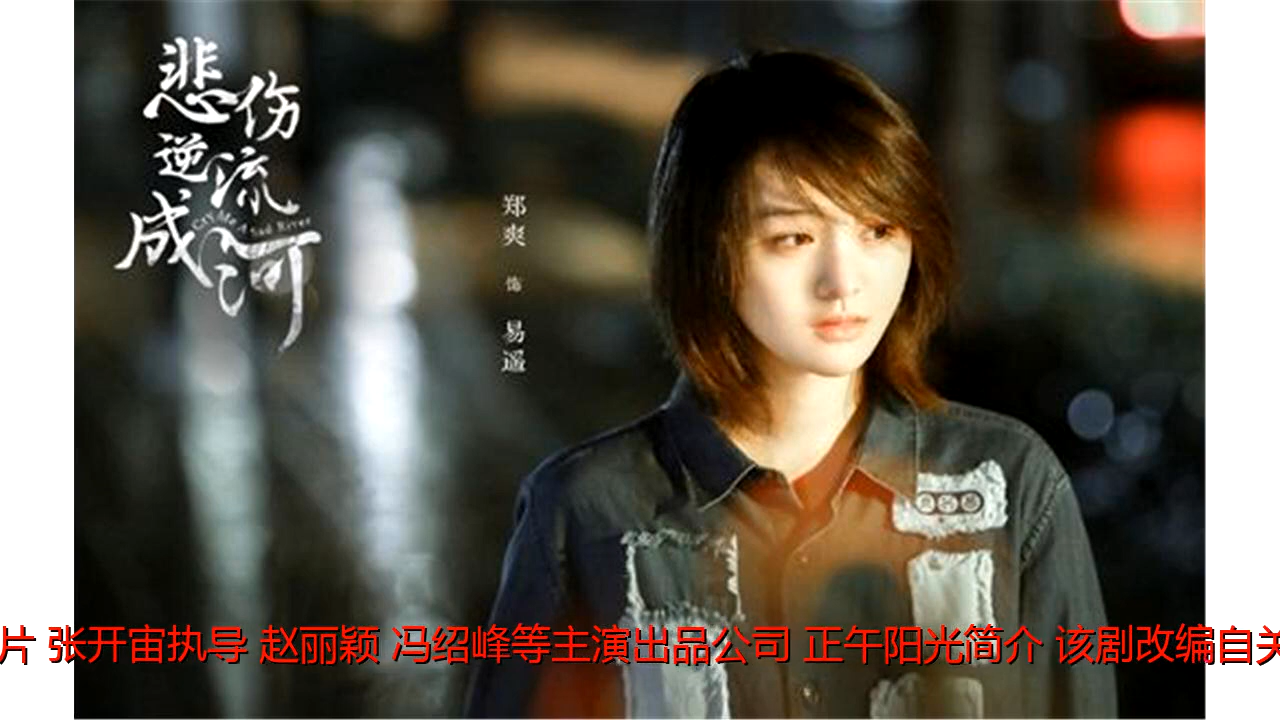 悲伤
逆流
成河
Cry Me A Sad River
郑爽
饰
易遥
片 张开宙执导 赵丽颖 冯绍峰等主演出品公司 正午阳光简介 该剧改编自关